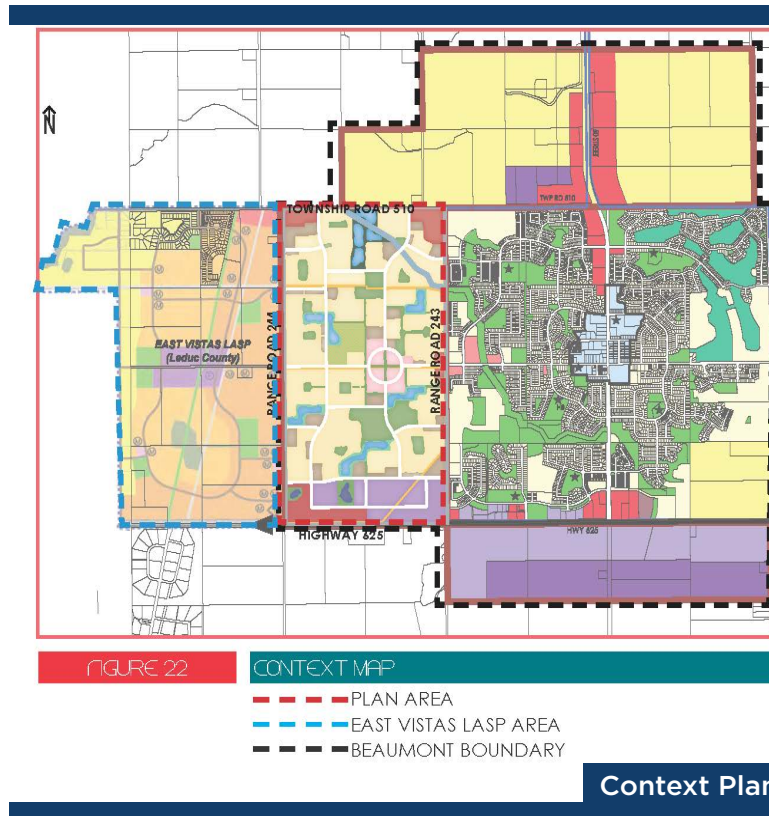 N
TOWNSHIP ROAD 510
TWP RD 510
EAST VISTAS LASP
(Leduc County)
RANGE ROAD 244
RANGE ROAD 243
HIGHWAY 625
HWY 625
FIGURE 22
CONTEXT MAP
PLAN AREA
EAST VISTAS LASP AREA
BEAUMONT BOUNDARY
Context Plan